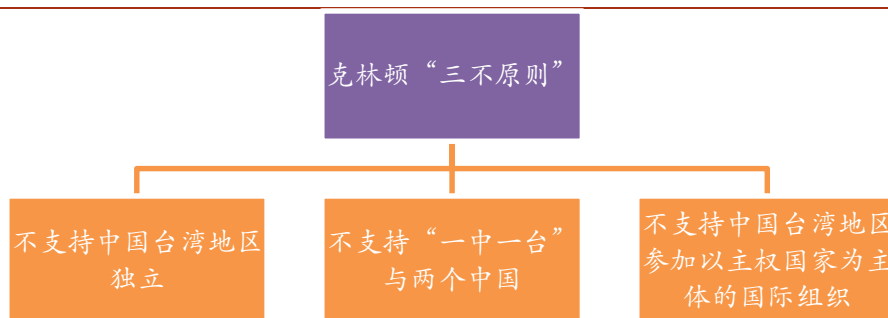 克林顿“三不原则”
不支持中国台湾地区
独立
不支持“一中一台”
与两个中国
不支持中国台湾地区
参加以主权国家为主
体的国际组织